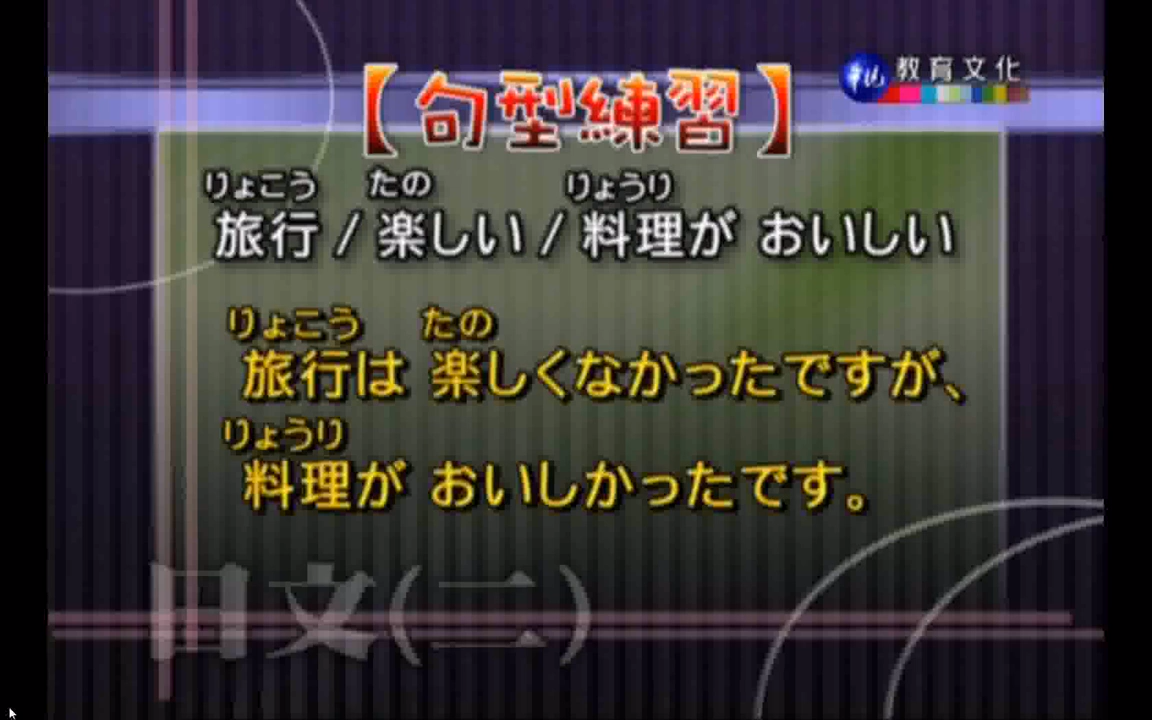 教育文化
【句型練習】
りょこう たの りょうり
旅行 / 楽しい / 料理が おいしい
りょこう たの
旅行は 楽しくなかったですが、
りょうり
料理が おいしかったです。
日文(二)